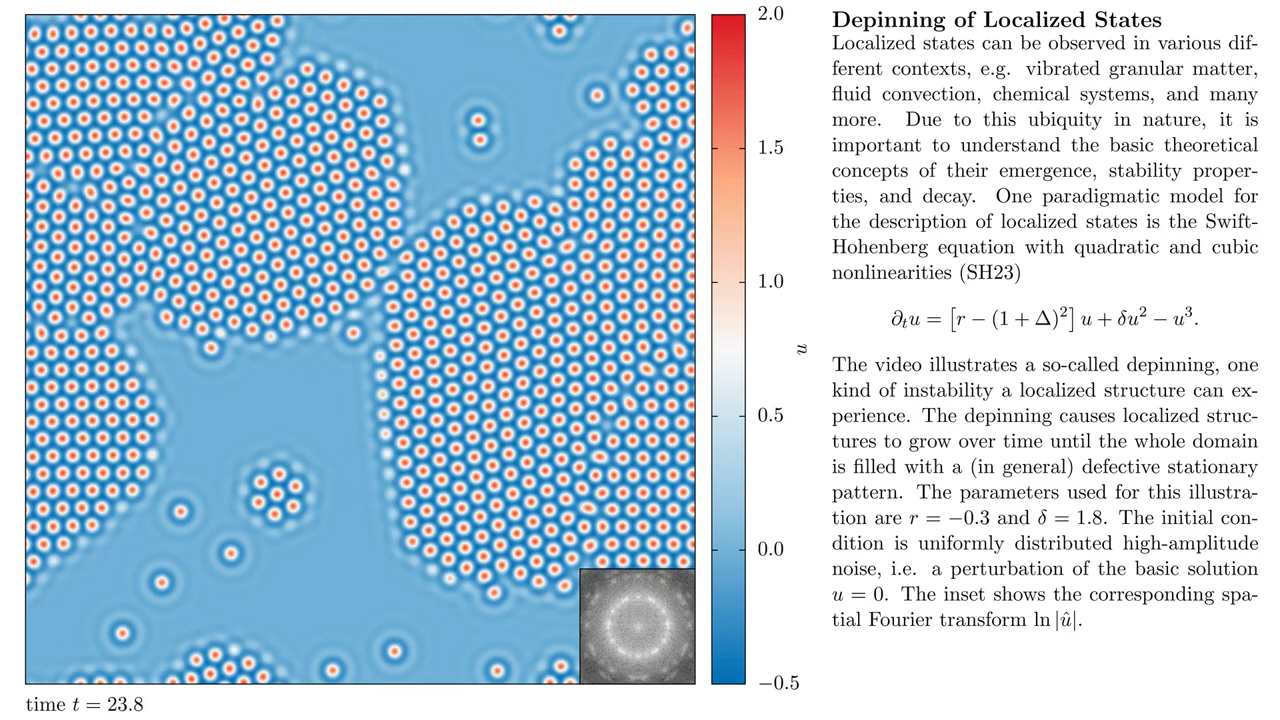 2.0
1.5
1.0
0.5
0.0
−0.5
u
time t = 23.8
Depinning of Localized States
Localized states can be observed in various dif-
ferent contexts, e.g. vibrated granular matter,
fluid convection, chemical systems, and many
more. Due to this ubiquity in nature, it is
important to understand the basic theoretical
concepts of their emergence, stability proper-
ties, and decay. One paradigmatic model for
the description of localized states is the Swift-
Hohenberg equation with quadratic and cubic
nonlinearities (SH23)
∂ₜu = [r − (1 + Δ)²] u + δu² − u³.
The video illustrates a so-called depinning, one
kind of instability a localized structure can ex-
perience. The depinning causes localized struc-
tures to grow over time until the whole domain
is filled with a (in general) defective stationary
pattern. The parameters used for this illustra-
tion are r = −0.3 and δ = 1.8. The initial con-
dition is uniformly distributed high-amplitude
noise, i.e. a perturbation of the basic solution
u = 0. The inset shows the corresponding spa-
tial Fourier transform ln |û|.